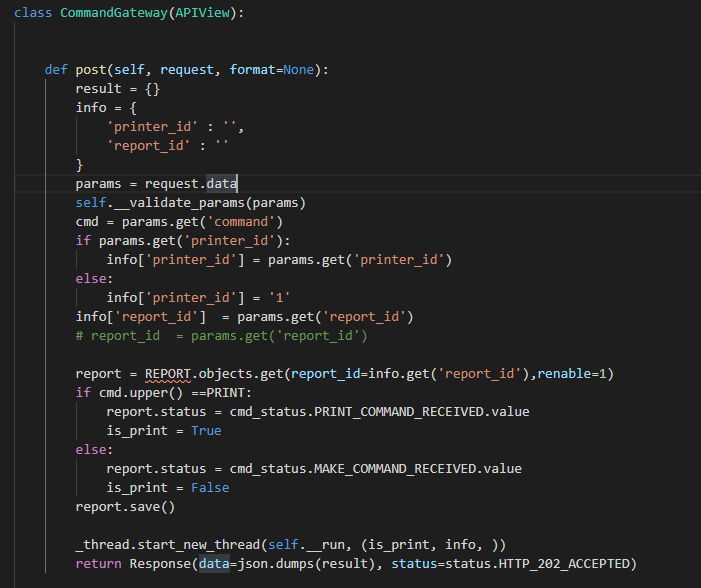 class CommandGateway(APIView):
    def post(self, request, format=None):
        result = {}
        info = {
            'printer_id' : '',
            'report_id' : ''
        }
        params = request.data
        self.__validate_params(params)
        cmd = params.get('command')
        if params.get('printer_id'):
            info['printer_id'] = params.get('printer_id')
        else:
            info['printer_id'] = '1'
        info['report_id']  = params.get('report_id')
        # report_id  = params.get('report_id')
        report = REPORT.objects.get(report_id=info.get('report_id'),renable=1)
        if cmd.upper() ==PRINT:
            report.status = cmd_status.PRINT_COMMAND_RECEIVED.value
            is_print = True
        else:
            report.status = cmd_status.MAKE_COMMAND_RECEIVED.value
            is_print = False
        report.save()
        _thread.start_new_thread(self.__run, (is_print, info, ))
        return Response(data=json.dumps(result), status=status.HTTP_202_ACCEPTED)